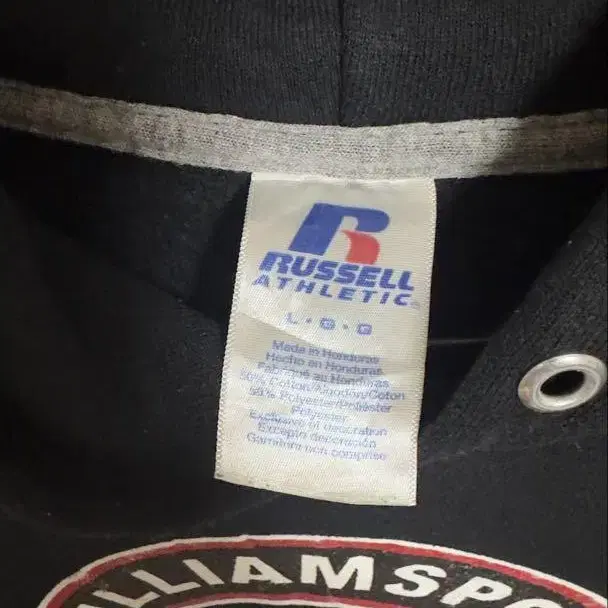 RUSSELL
ATHLETIC
L • G • G
Made in Honduras
Hecho en Honduras
Fabriqué au Honduras
50% Cotton/Algodon/Coton
50% Polyester/Poliéster
Polyester
Exclusive of decoration
Excepto decoración
Garniture non comprise
ILLIAMSPO